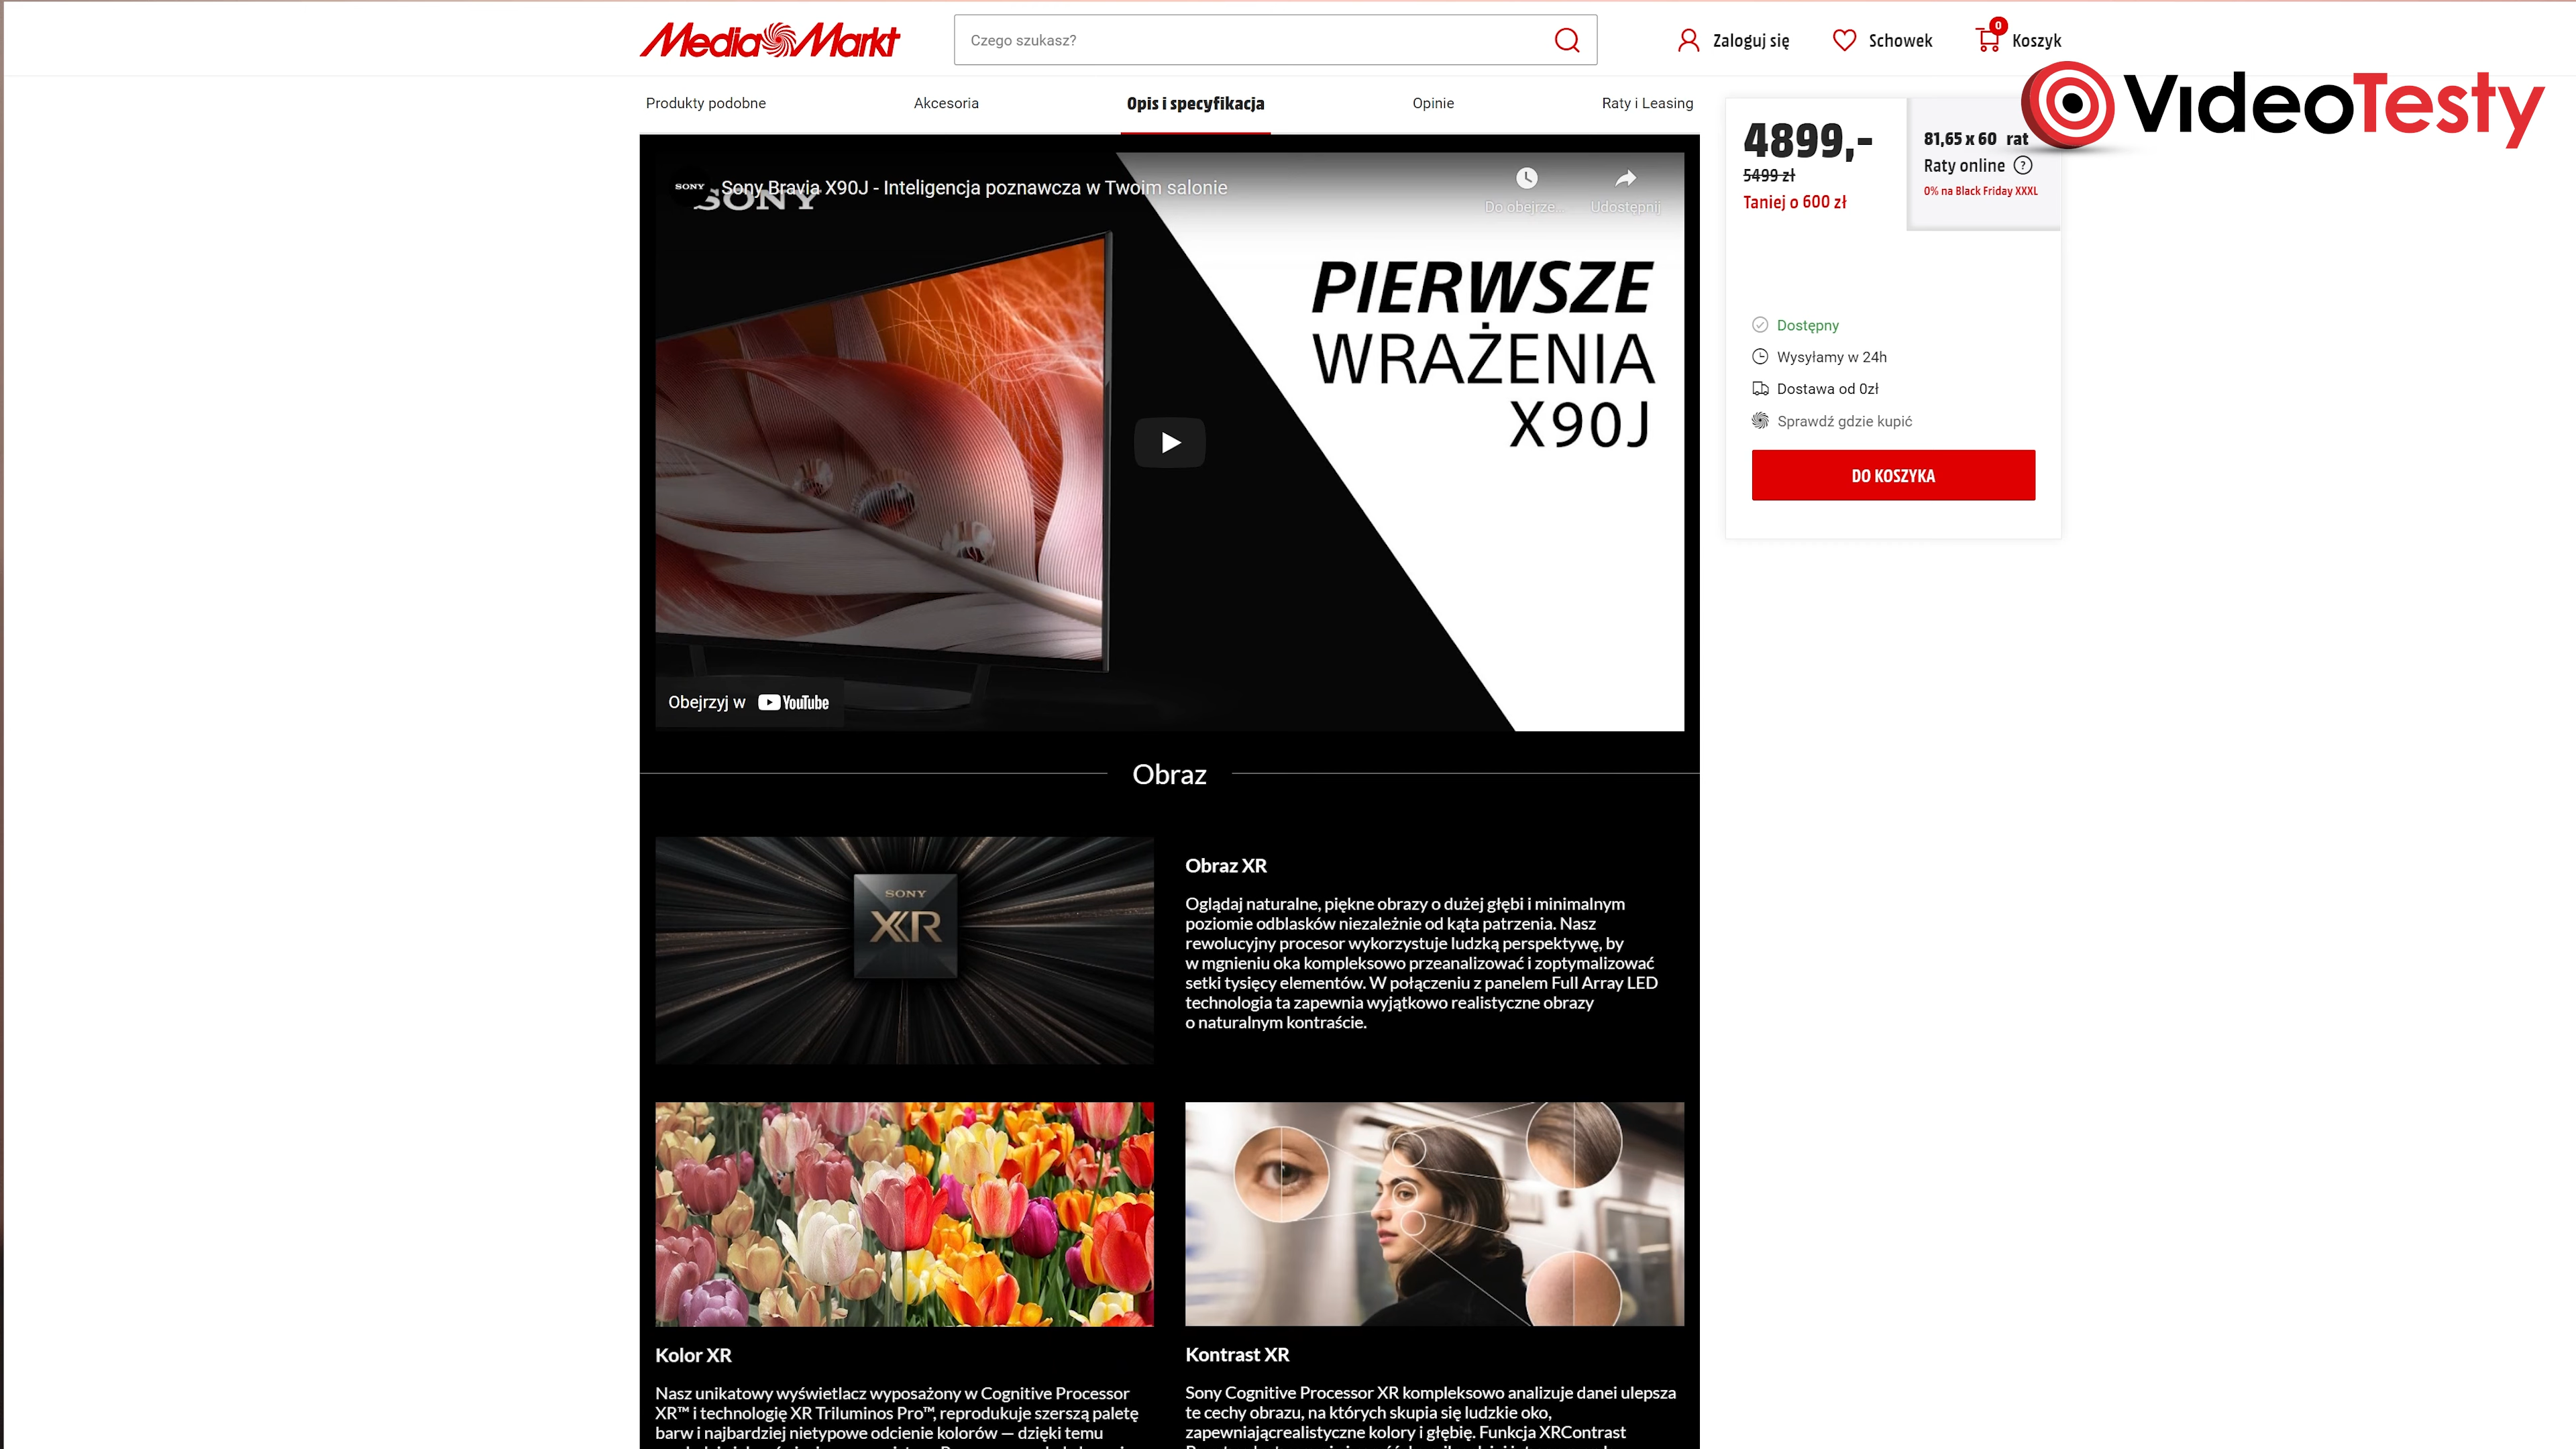 Media Markt
Czego szukasz?
Zaloguj się
Schowek
0
Koszyk
VideoTesty
Produkty podobne
Akcesoria
Opis i specyfikacja
Opinie
Raty i Leasing
SONY
SONY
Sony Bravia X90J - Inteligencja poznawcza w Twoim salonie
Do obejrze...
Udostępnij
PIERWSZE
WRAŻENIA
X90J
Obejrzyj w YouTube
4899,-
5499 zł
Taniej o 600 zł
81,65 x 60 rat
Raty online ?
0% na Black Friday XXXL
Dostępny
Wysyłamy w 24h
Dostawa od 0zł
Sprawdź gdzie kupić
DO KOSZYKA
Obraz
SONY
XR
Obraz XR
Oglądaj naturalne, piękne obrazy o dużej głębi i minimalnym
poziomie odblasków niezależnie od kąta patrzenia. Nasz
rewolucyjny procesor wykorzystuje ludzką perspektywę, by
w mgnieniu oka kompleksowo przeanalizować i zoptymalizować
setki tysięcy elementów. W połączeniu z panelem Full Array LED
technologia ta zapewnia wyjątkowo realistyczne obrazy
o naturalnym kontraście.
Kolor XR
Nasz unikatowy wyświetlacz wyposażony w Cognitive Processor
XR™ i technologię XR Triluminos Pro™, reprodukuje szerszą paletę
barw i najbardziej nietypowe odcienie kolorów — dzięki temu
Kontrast XR
Sony Cognitive Processor XR kompleksowo analizuje danei ulepsza
te cechy obrazu, na których skupia się ludzkie oko,
zapewniającrealistyczne kolory i głębię. Funkcja XRContrast